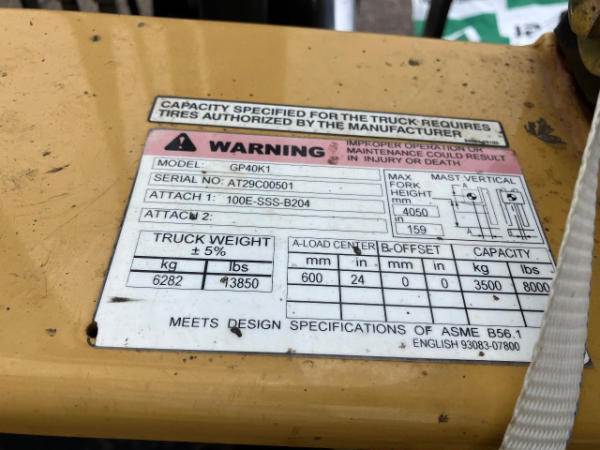 CAPACITY SPECIFIED FOR THE TRUCK REQUIRES
TIRES AUTHORIZED BY THE MANUFACTURER
WARNING
IMPROPER OPERATION OR
MAINTENANCE COULD RESULT
IN INJURY OR DEATH
MODEL: GP40K1
SERIAL NO: AT29C00501
ATTACH 1: 100E-SSS-B204
ATTACH 2:
MAX FORK HEIGHT
mm
4050
in
159
MAST VERTICAL
A
B
A
TRUCK WEIGHT
± 5%
kg lbs
6282 13850
A-LOAD CENTER B-OFFSET CAPACITY
mm in mm in kg lbs
600 24 0 0 3500 8000
MEETS DESIGN SPECIFICATIONS OF ASME B56.1
ENGLISH 93083-07800